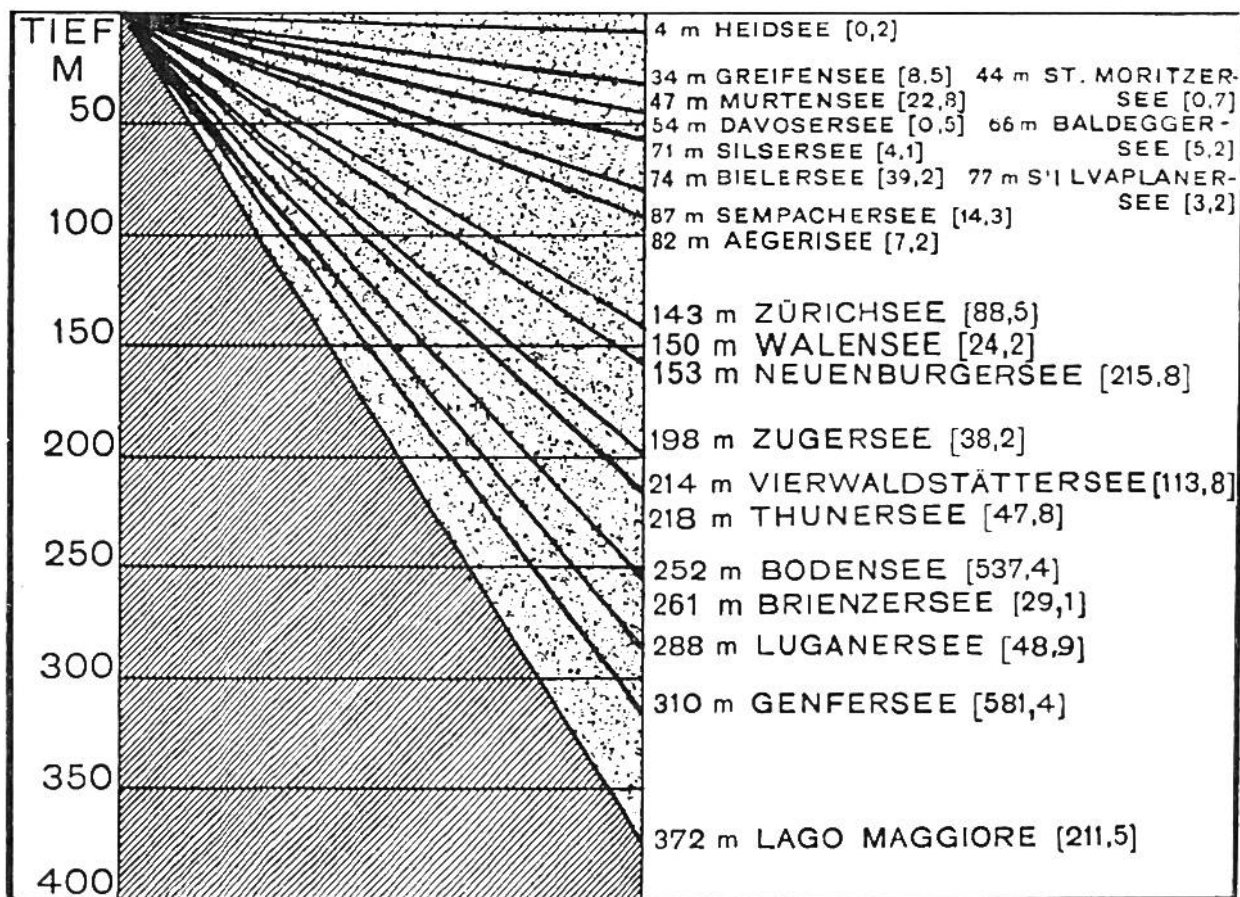 TIEF
M
50
100
150
200
250
300
350
400
4 m HEIDSEE [0,2]
34 m GREIFENSEE [8,5] 44 m ST. MORITZER-
47 m MURTENSEE [22,8] SEE [0,7]
54 m DAVOSERSEE [0,5] 66 m BALDEGGER-
71 m SILSERSEE [4,1] SEE [5,2]
74 m BIELERSEE [39,2] 77 m SILVAPLANER-
SEE [3,2]
87 m SEMPACHERSEE [14,3]
82 m AEGERISEE [7,2]
143 m ZÜRICHSEE [88,5]
150 m WALENSEE [24,2]
153 m NEUENBURGERSEE [215,8]
198 m ZUGERSEE [38,2]
214 m VIERWALDSTÄTTERSEE [113,8]
218 m THUNERSEE [47,8]
252 m BODENSEE [537,4]
261 m BRIENZERSEE [29,1]
288 m LUGANERSEE [48,9]
310 m GENFERSEE [581,4]
372 m LAGO MAGGIORE [211,5]